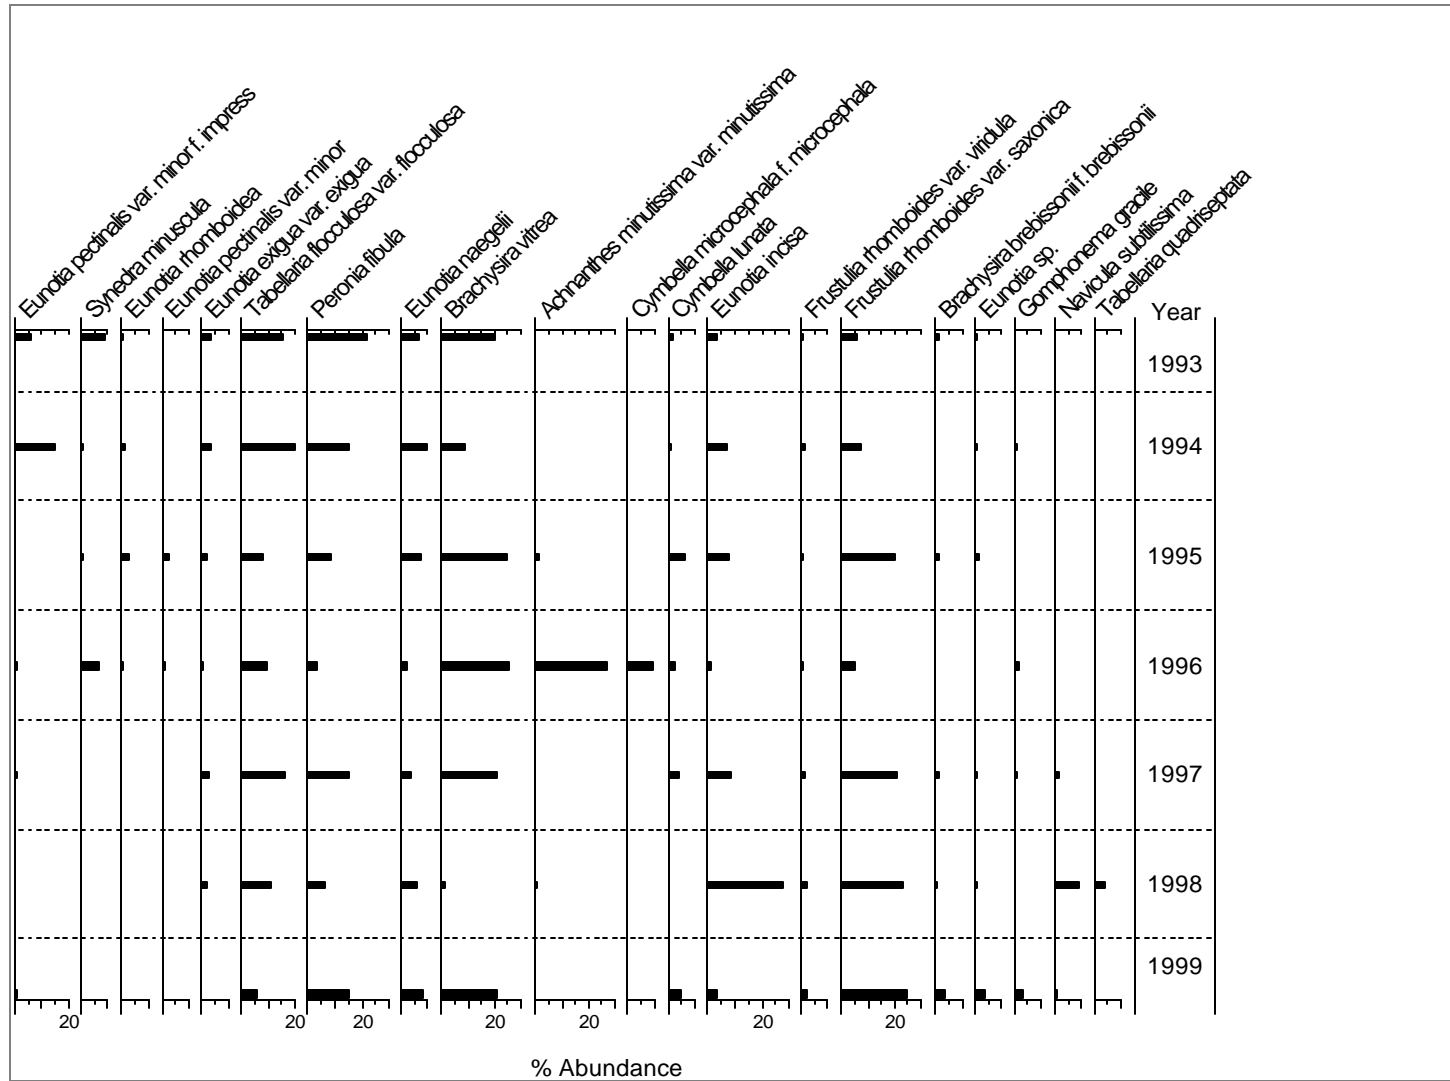 Eunotia pectinalis var. minor f. impress
Synedra minuscula
Eunotia rhomboidea
Eunotia pectinalis var. minor
Eunotia exigua var. exigua
Tabellaria flocculosa var. flocculosa
Peronia fibula
Eunotia naegelii
Brachysira vitrea
Achnanthes minutissima var. minutissima
Cymbella microcephala f. microcephala
Cymbella lunata
Eunotia incisa
Frustulia rhomboides var. viridula
Frustulia rhomboides var. saxonica
Brachysira brebissonii f. brebissonii
Eunotia sp.
Gomphonema gracile
Navicula subtilissima
Tabellaria quadriseptata
Year
1993
1994
1995
1996
1997
1998
1999
20 20 20 20 20 20 20
% Abundance